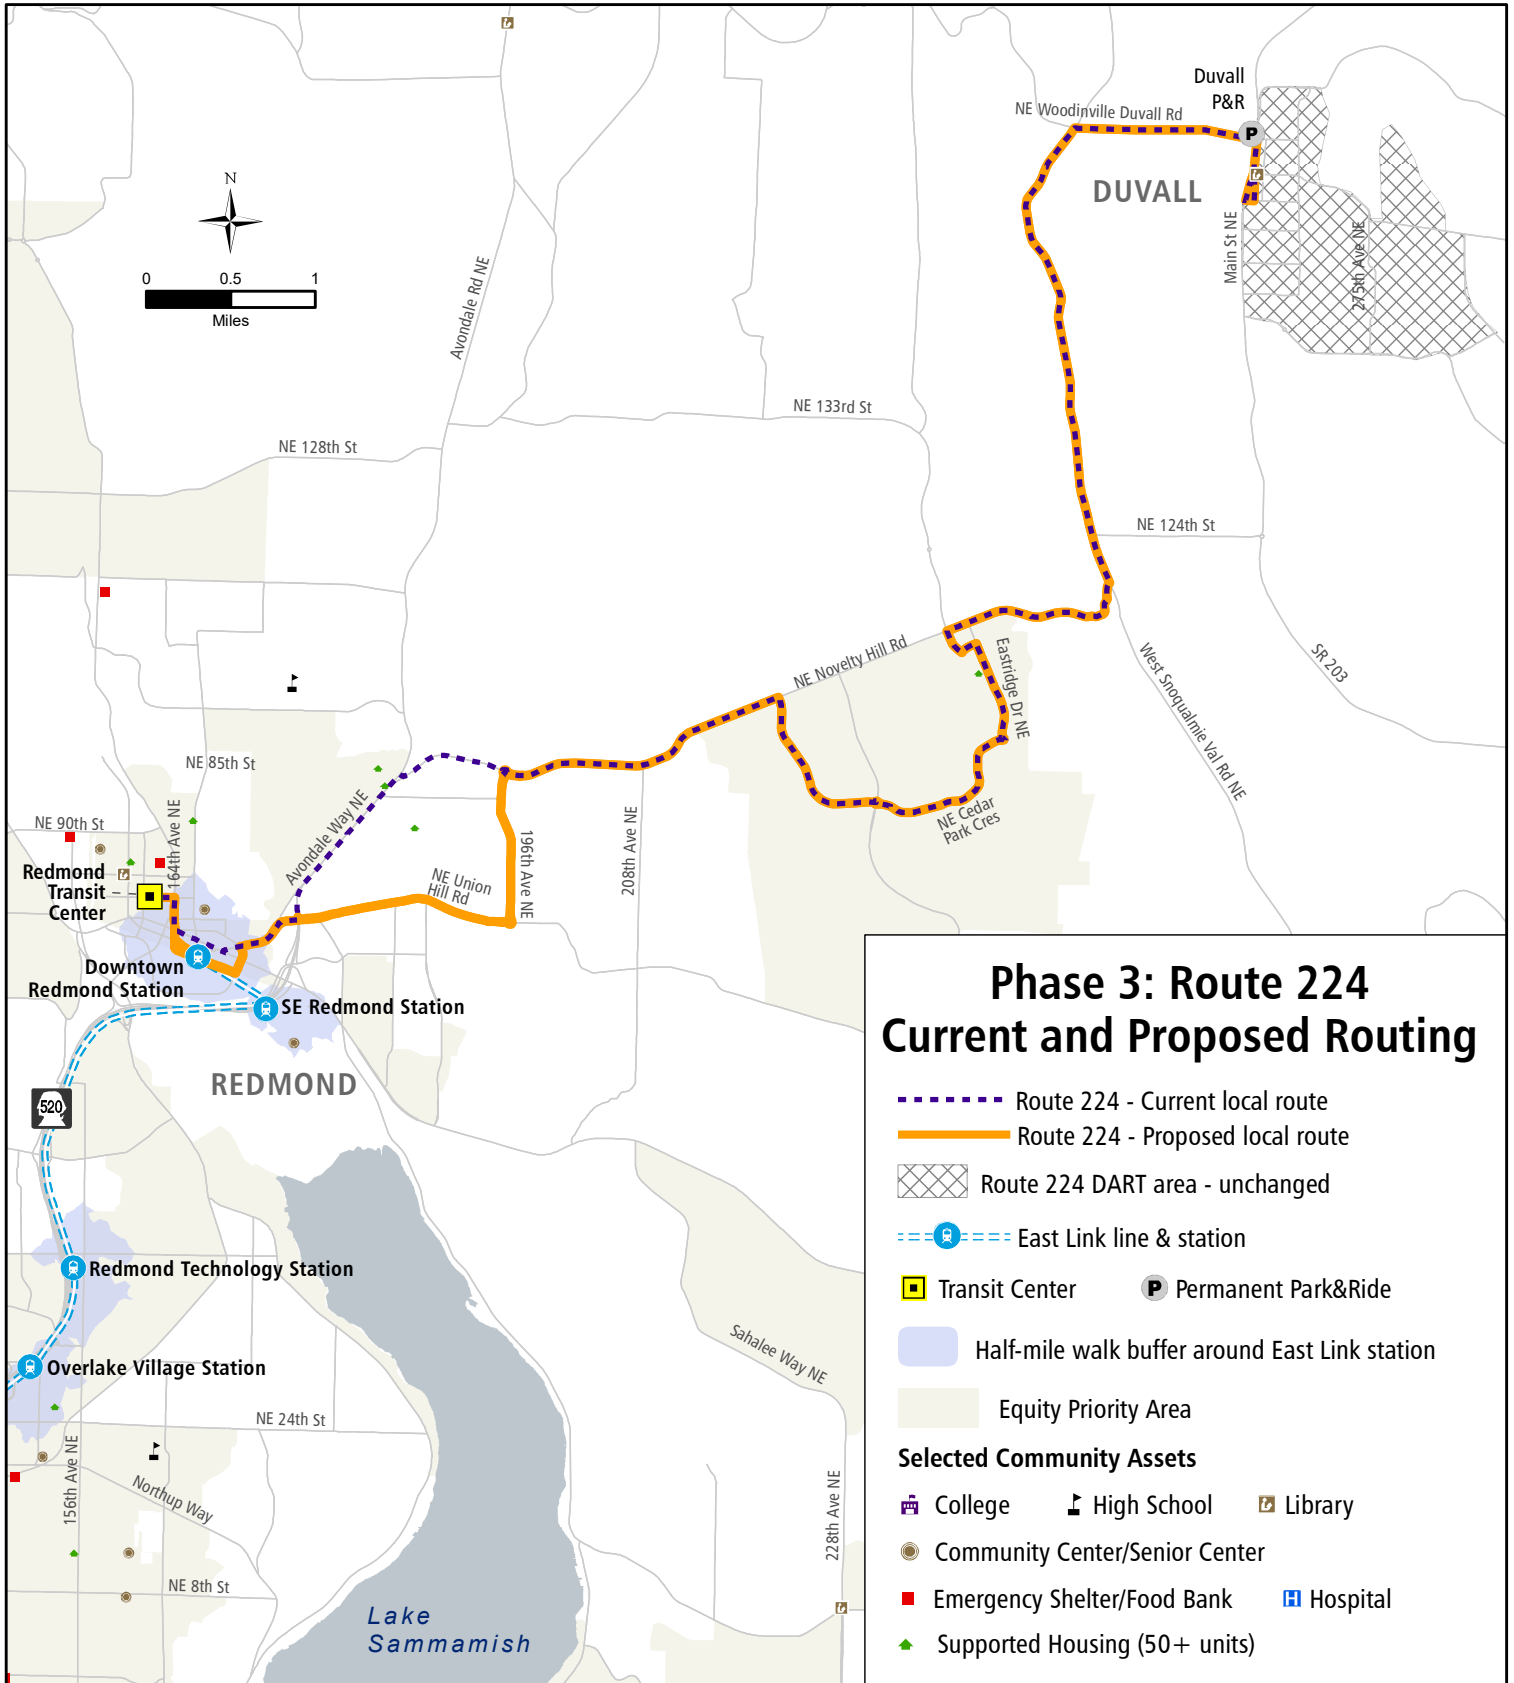 Duvall
P&R
P
NE Woodinville Duvall Rd
DUVALL
N
Main St NE
275th Ave NE
0 0.5 1
Miles
Avondale Rd NE
NE 133rd St
NE 128th St
NE 124th St
NE Novelty Hill Rd
Eastridge Dr NE
West Snoqualmie Val Rd NE
SR 203
NE 85th St
Avondale Way NE
164th Ave NE
NE 90th St
NE Cedar
Park Cres
208th Ave NE
196th Ave NE
NE Union
Hill Rd
Redmond
Transit
Center
Downtown
Redmond Station
SE Redmond Station
REDMOND
520
Redmond Technology Station
Overlake Village Station
Sahalee Way NE
NE 24th St
156th Ave NE
Northup Way
228th Ave NE
NE 8th St
Lake
Sammamish
Phase 3: Route 224
Current and Proposed Routing
Route 224 - Current local route
Route 224 - Proposed local route
Route 224 DART area - unchanged
East Link line & station
Transit Center
P Permanent Park&Ride
Half-mile walk buffer around East Link station
Equity Priority Area
Selected Community Assets
College High School Library
Community Center/Senior Center
Emergency Shelter/Food Bank H Hospital
Supported Housing (50+ units)